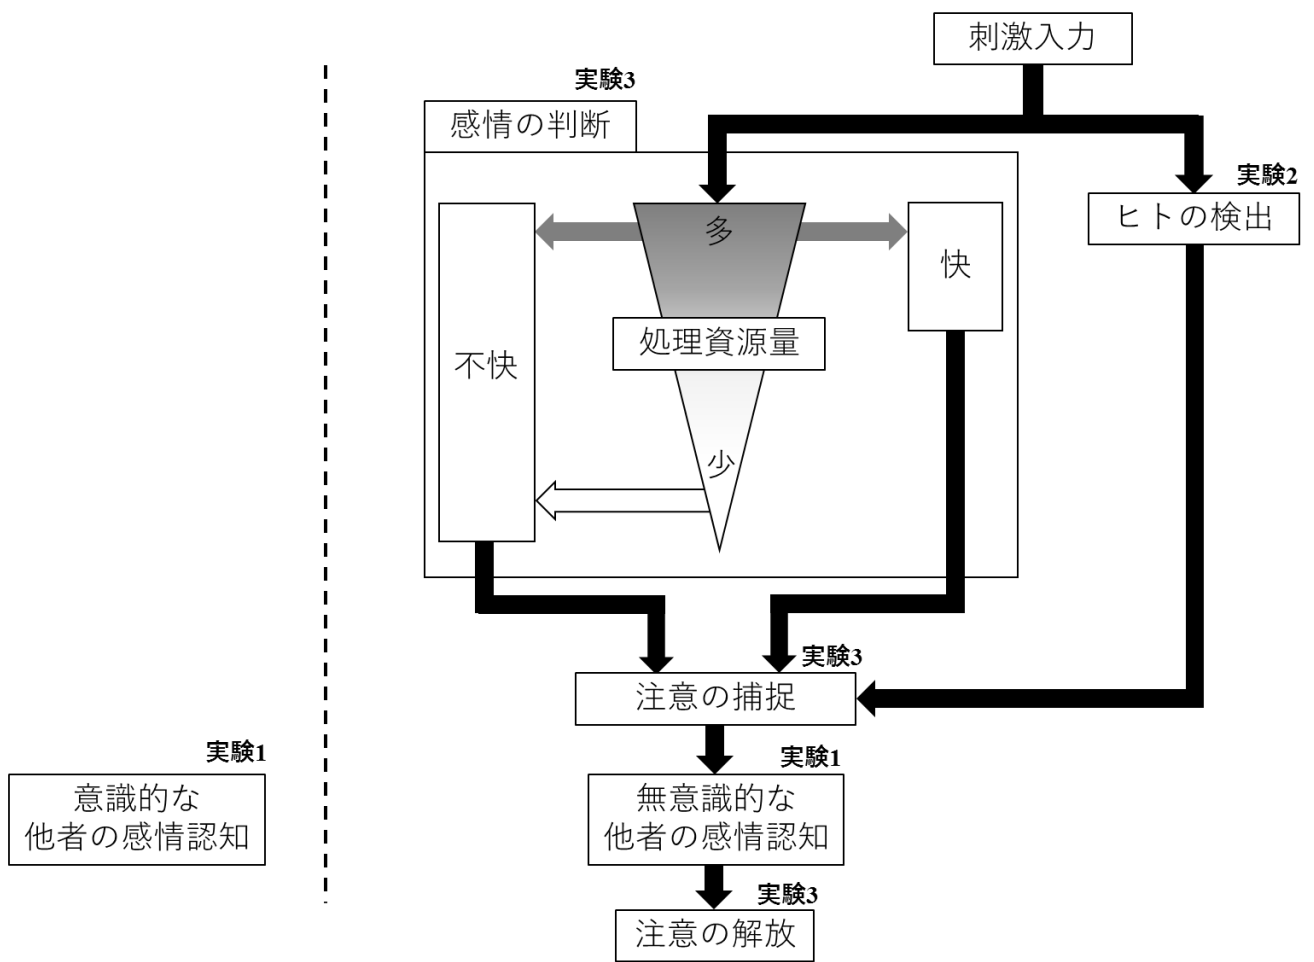 刺激入力
実験3
感情の判断
実験2
ヒトの検出
多
快
処理資源量
不快
少
実験3
注意の捕捉
実験1
意識的な
他者の感情認知
実験1
無意識的な
他者の感情認知
実験3
注意の解放